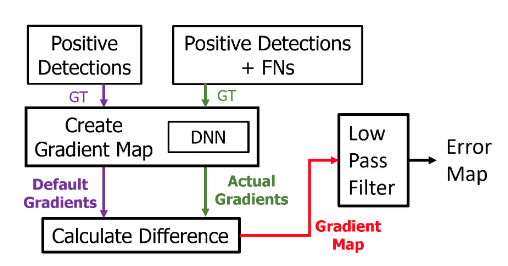 Positive
Detections
Positive Detections
+ FNs
GT
GT
Create
Gradient Map
DNN
Low
Pass
Filter
Error
Map
Default
Gradients
Actual
Gradients
Gradient
Map
Calculate Difference